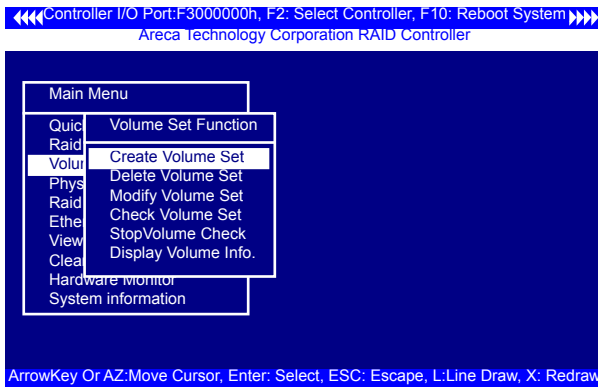 Controller I/O Port:F3000000h, F2: Select Controller, F10: Reboot System
Areca Technology Corporation RAID Controller
Main Menu
Quic
Raid
Volum
Phys
Raid
Ethe
View
Clea
Hardware Monitor
System information
Volume Set Function
Create Volume Set
Delete Volume Set
Modify Volume Set
Check Volume Set
StopVolume Check
Display Volume Info.
ArrowKey Or AZ:Move Cursor, Enter: Select, ESC: Escape, L:Line Draw, X: Redraw